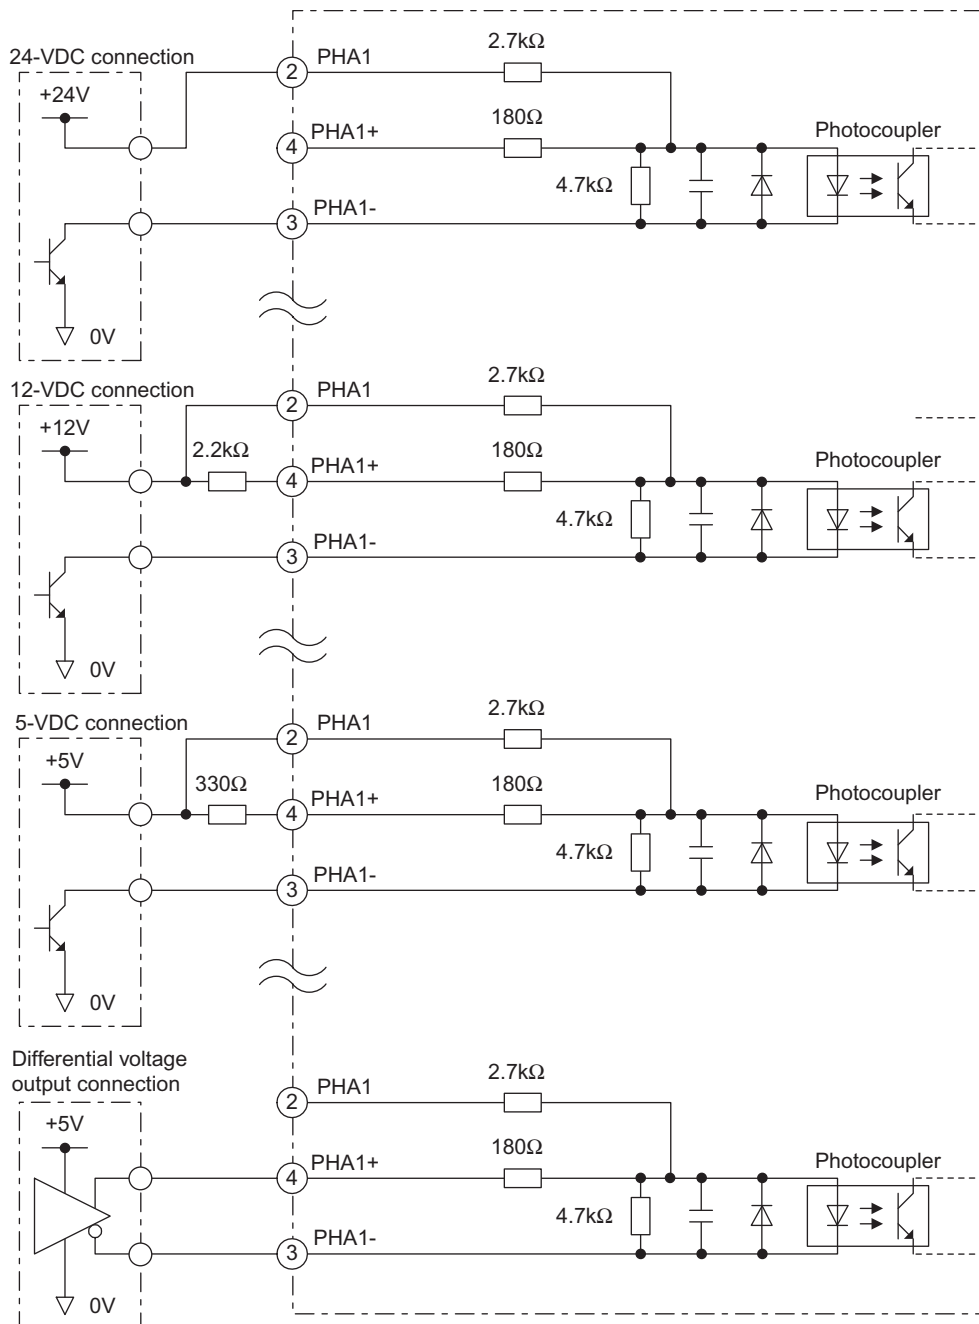 24-VDC connection
+24V
0V
2 PHA1
4 PHA1+
3 PHA1-
2.7kΩ
180Ω
4.7kΩ
Photocoupler
12-VDC connection
+12V
2.2kΩ
0V
2 PHA1
4 PHA1+
3 PHA1-
2.7kΩ
180Ω
4.7kΩ
Photocoupler
5-VDC connection
+5V
330Ω
0V
2 PHA1
4 PHA1+
3 PHA1-
2.7kΩ
180Ω
4.7kΩ
Photocoupler
Differential voltage
output connection
+5V
0V
2 PHA1
4 PHA1+
3 PHA1-
2.7kΩ
180Ω
4.7kΩ
Photocoupler